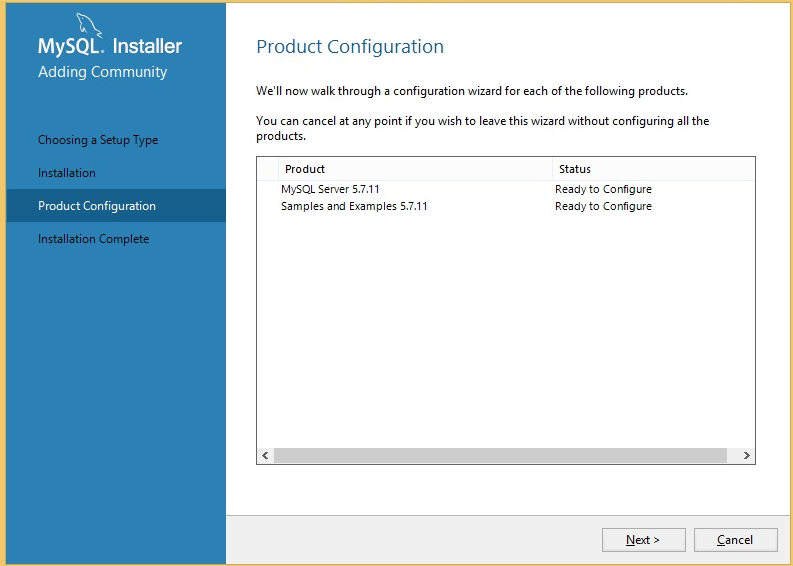 MySQL. Installer
Adding Community
Choosing a Setup Type
Installation
Product Configuration
Installation Complete
Product Configuration
We'll now walk through a configuration wizard for each of the following products.
You can cancel at any point if you wish to leave this wizard without configuring all the
products.
Product Status
MySQL Server 5.7.11 Ready to Configure
Samples and Examples 5.7.11 Ready to Configure
Next > Cancel